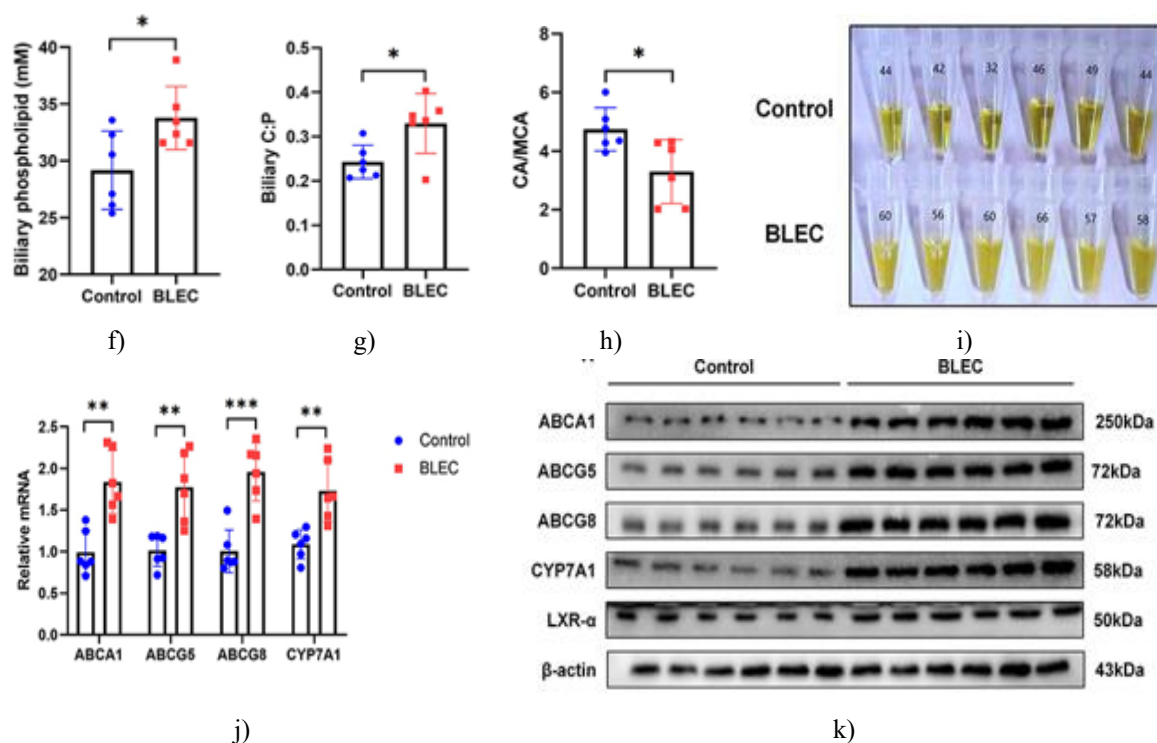 *
Biliary phospholipid (mM)
40
35
30
25
20
Control BLEC
f)
*
Biliary C:P
0.5
0.4
0.3
0.2
0.1
0.0
Control BLEC
g)
*
CA/MCA
8
6
4
2
0
Control BLEC
h)
Control
44 42 32 46 49 44
BLEC
60 56 60 66 57 58
i)
** ** *** **
Relative mRNA
2.5
2.0
1.5
1.0
0.5
0.0
ABCA1 ABCG5 ABCG8 CYP7A1
Control
BLEC
j)
Control BLEC
ABCA1 250kDa
ABCG5 72kDa
ABCG8 72kDa
CYP7A1 58kDa
LXR-α 50kDa
β-actin 43kDa
k)